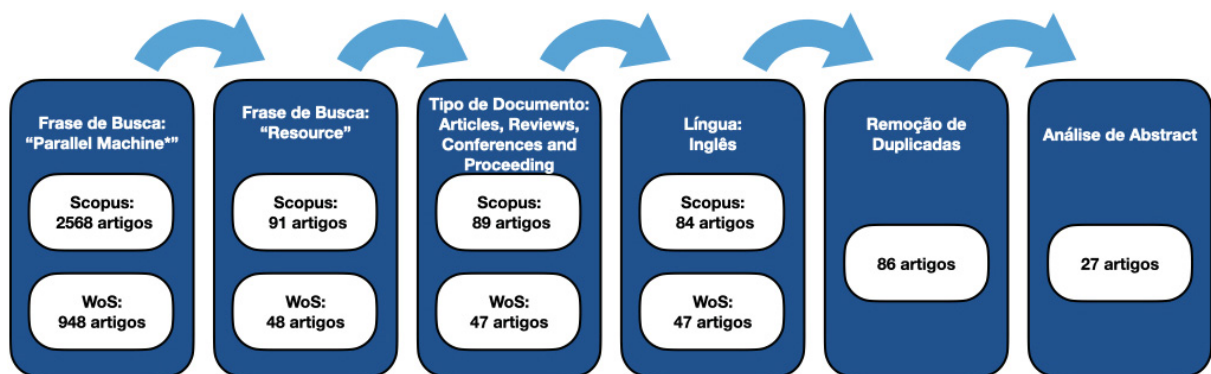 Frase de Busca:
“Parallel Machine*”
Scopus:
2568 artigos
WoS:
948 artigos
Frase de Busca:
“Resource”
Scopus:
91 artigos
WoS:
48 artigos
Tipo de Documento:
Articles, Reviews,
Conferences and
Proceeding
Scopus:
89 artigos
WoS:
47 artigos
Língua:
Inglês
Scopus:
84 artigos
WoS:
47 artigos
Remoção de
Duplicadas
86 artigos
Análise de Abstract
27 artigos